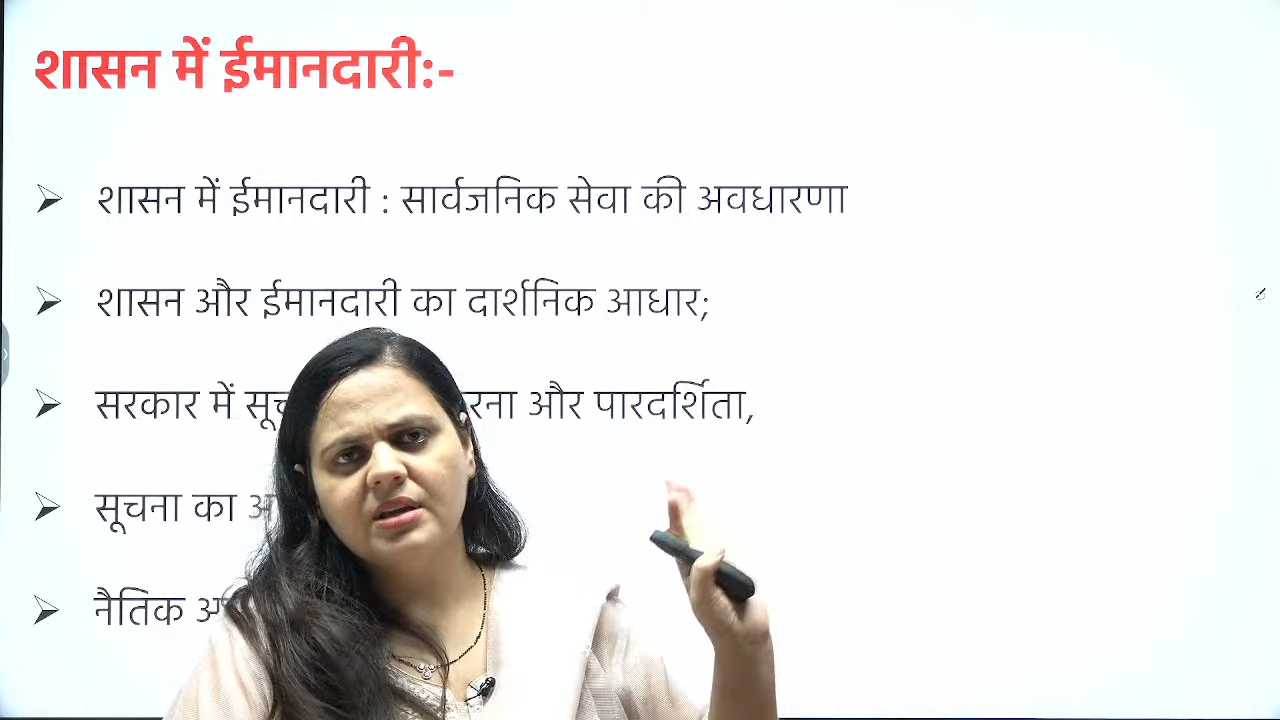 शासन में ईमानदारी:-
शासन में ईमानदारी : सार्वजनिक सेवा की अवधारणा
शासन और ईमानदारी का दार्शनिक आधार;
सरकार में और पारदर्शिता,
सूचना का
नैतिक